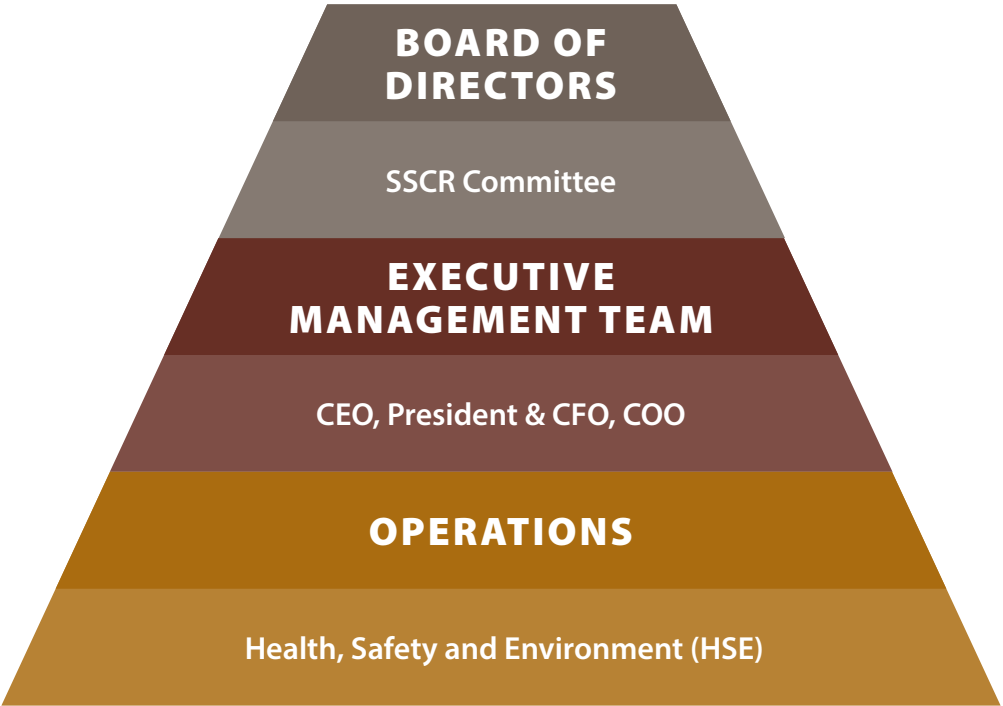 BOARD OF
DIRECTORS
SSCR Committee
EXECUTIVE
MANAGEMENT TEAM
CEO, President & CFO, COO
OPERATIONS
Health, Safety and Environment (HSE)